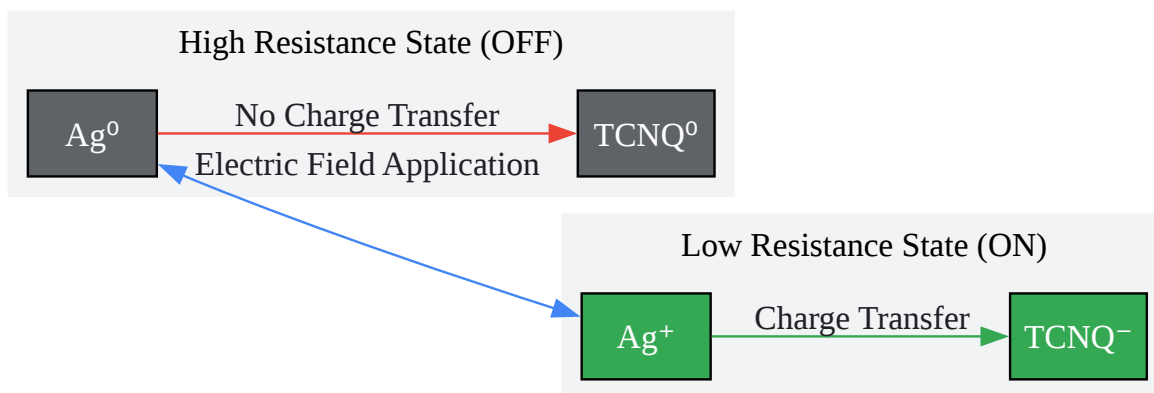 High Resistance State (OFF)
No Charge Transfer
Ag⁰
TCNQ⁰
Electric Field Application
Low Resistance State (ON)
Charge Transfer
Ag⁺
TCNQ⁻